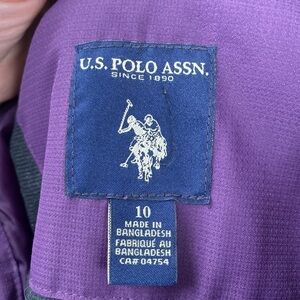 U.S. POLO ASSN.
SINCE 1890
10
MADE IN
BANGLADESH
FABRIQUÉ AU
BANGLADESH
CA# 04754